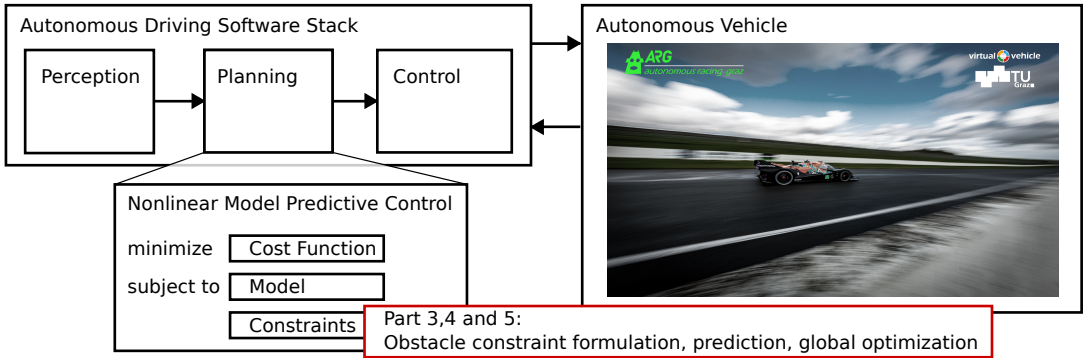 Autonomous Driving Software Stack
Perception
Planning
Control
Autonomous Vehicle
ARG
autonomous racing graz
virtual vehicle
TU
Graz
Nonlinear Model Predictive Control
minimize
Cost Function
subject to
Model
Constraints
Part 3,4 and 5:
Obstacle constraint formulation, prediction, global optimization